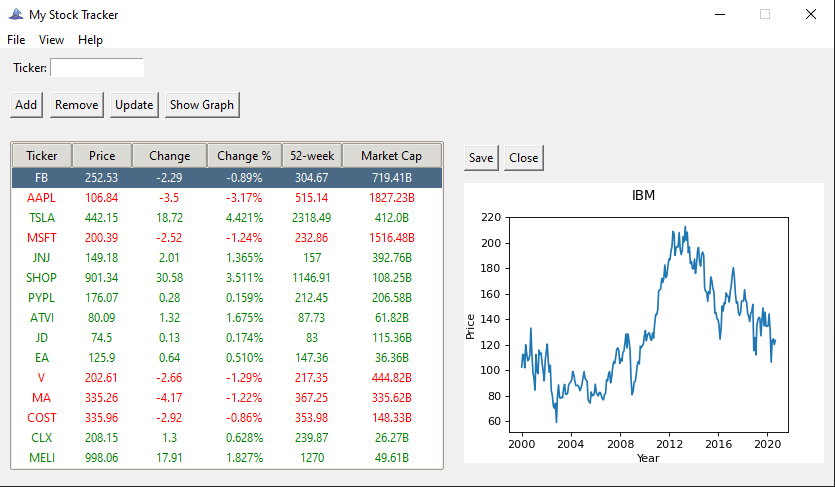 My Stock Tracker
File View Help
Ticker:
Add Remove Update Show Graph
Ticker Price Change Change % 52-week Market Cap
FB 252.53 -2.29 -0.89% 304.67 719.41B
AAPL 106.84 -3.5 -3.17% 515.14 1827.23B
TSLA 442.15 18.72 4.421% 2318.49 412.0B
MSFT 200.39 -2.52 -1.24% 232.86 1516.48B
JNJ 149.18 2.01 1.365% 157 392.76B
SHOP 901.34 30.58 3.511% 1146.91 108.25B
PYPL 176.07 0.28 0.159% 212.45 206.58B
ATVI 80.09 1.32 1.675% 87.73 61.82B
JD 74.5 0.13 0.174% 83 115.36B
EA 125.9 0.64 0.510% 147.36 36.36B
V 202.61 -2.66 -1.29% 217.35 444.82B
MA 335.26 -4.17 -1.22% 367.25 335.62B
COST 335.96 -2.92 -0.86% 353.98 148.33B
CLX 208.15 1.3 0.628% 239.87 26.27B
MELI 998.06 17.91 1.827% 1270 49.61B
Save Close
IBM
220
200
180
160
140
120
100
80
60
Price
2000 2004 2008 2012 2016 2020
Year